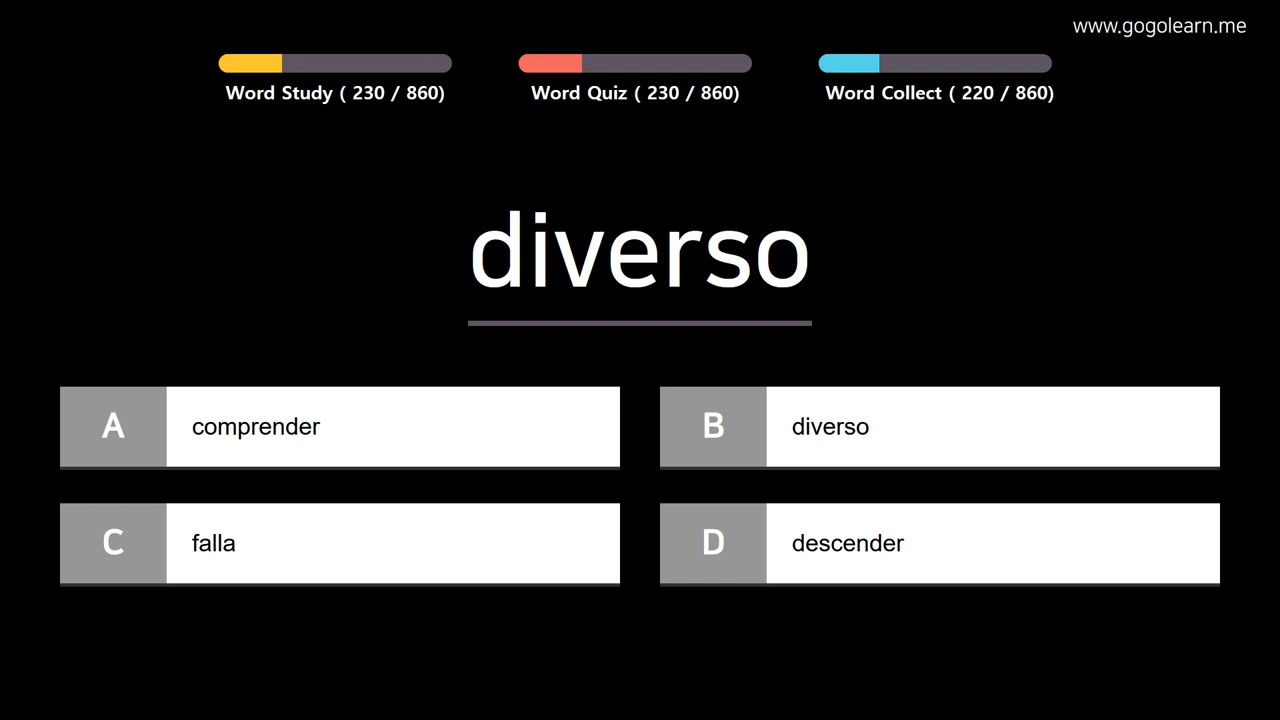 www.gogolearn.me
Word Study ( 230 / 860)
Word Quiz ( 230 / 860)
Word Collect ( 220 / 860)
diverso
A comprender
B diverso
C falla
D descender